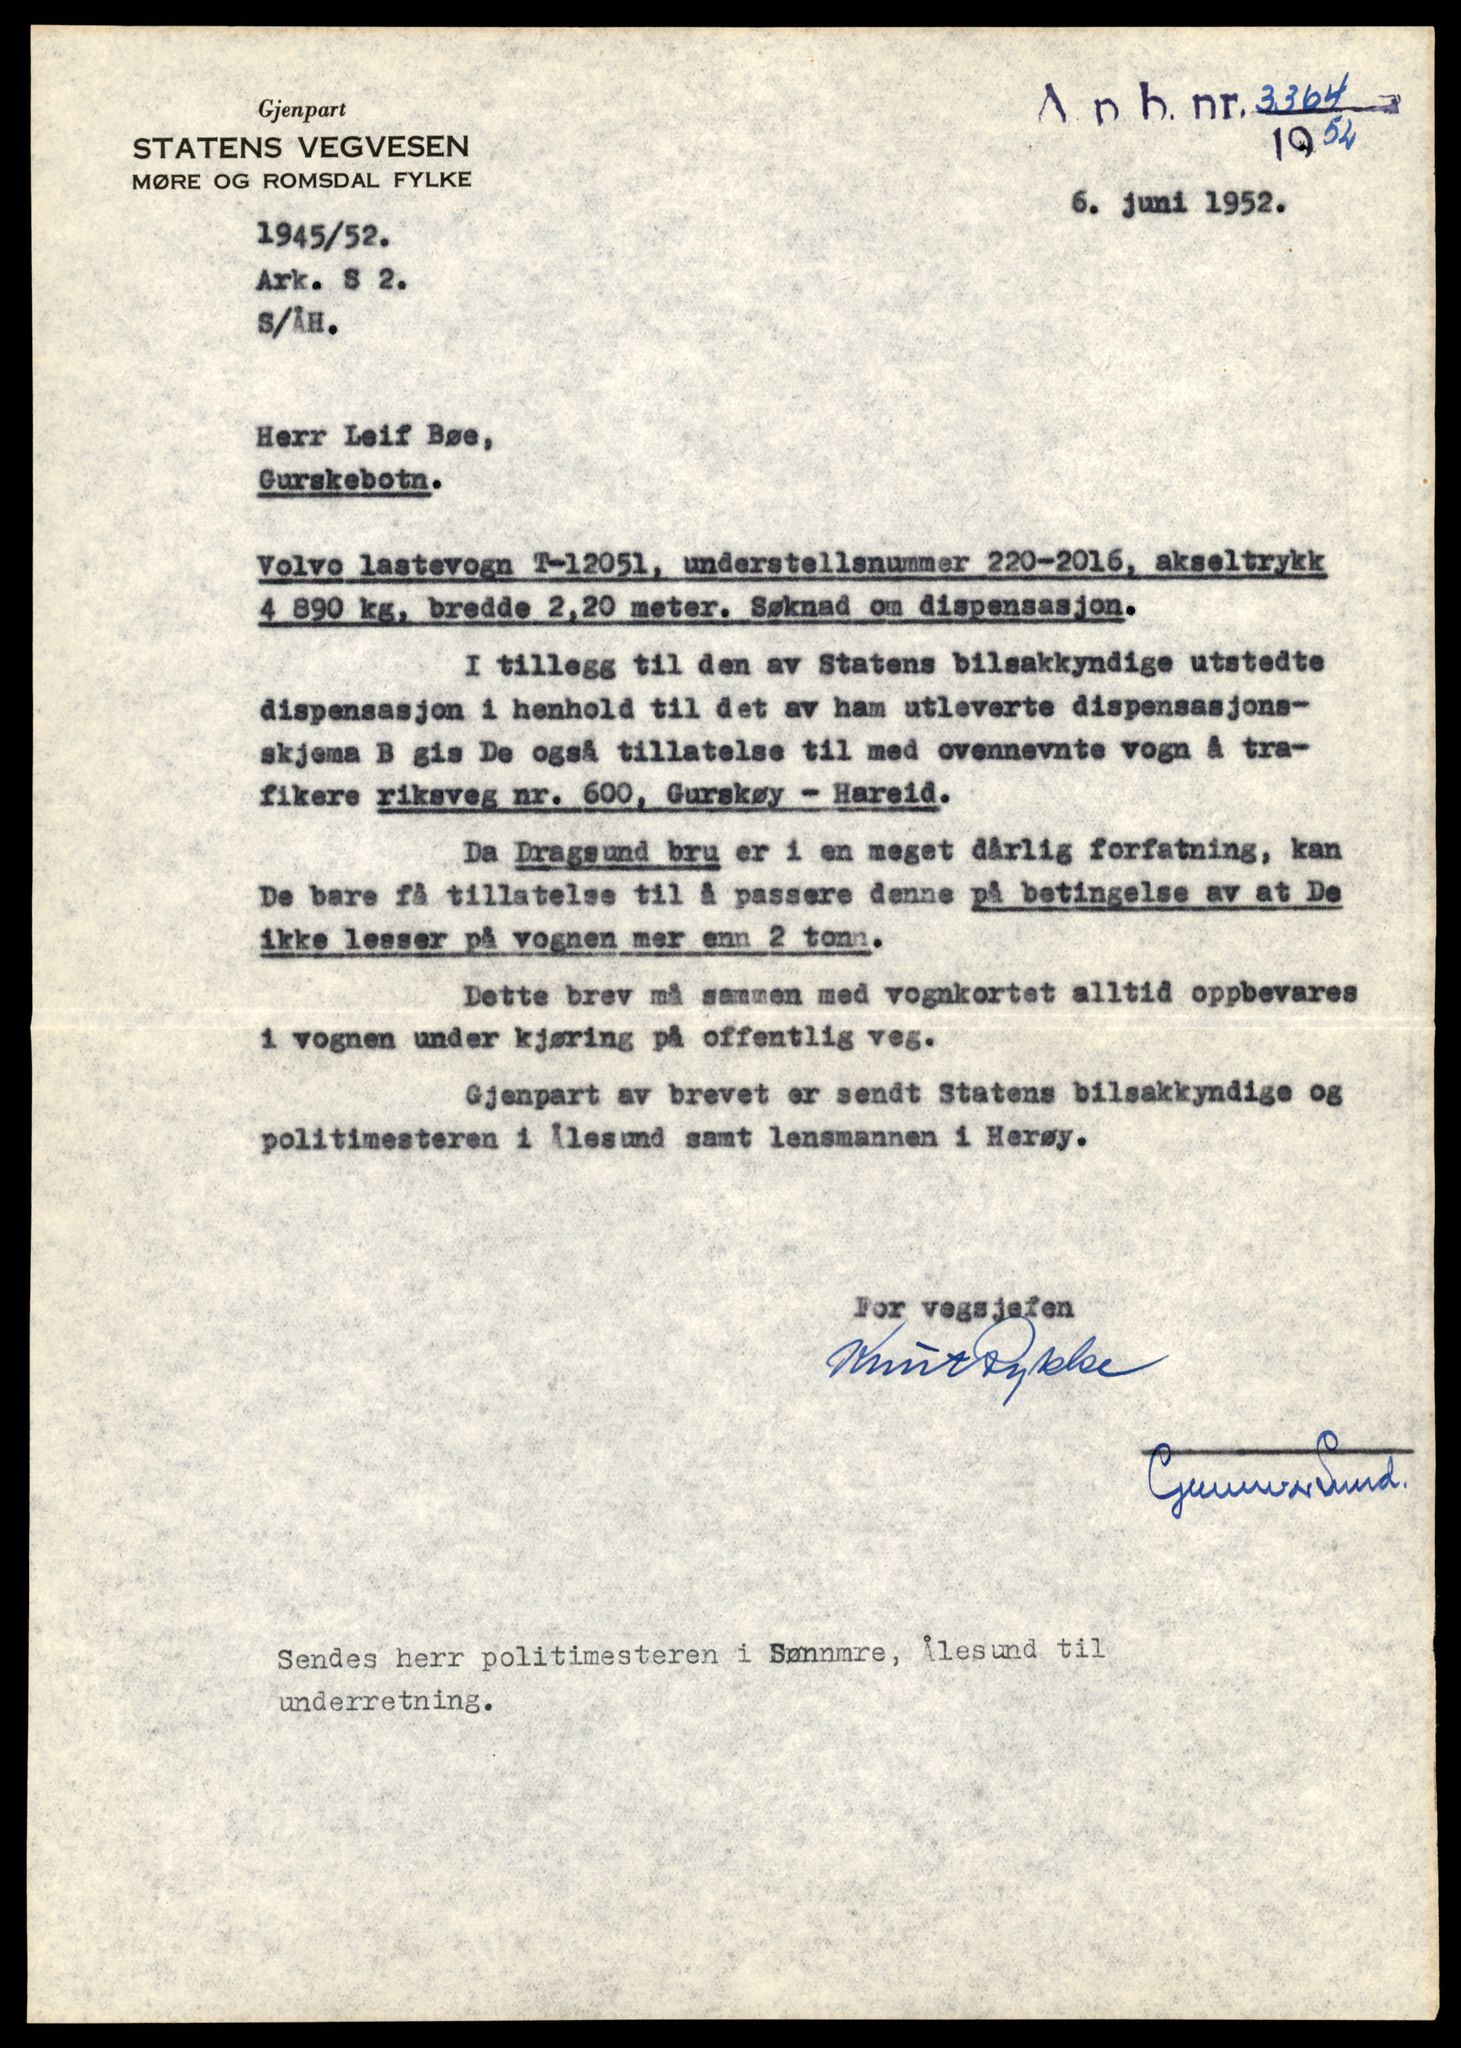 Gjenpart
STATENS VEGVESEN
MØRE OG ROMSDAL FYLKE
Anh. nr. 3364
1952
6. juni 1952.
1945/52.
Ark. S 2.
S/ÅH.
Herr Leif Bøe,
Gurskebotn.
Volvo lastevogn T-12051, understellsnummer 220-2016, akseltrykk
4 890 kg, bredde 2,20 meter. Søknad om dispensasjon.
I tillegg til den av Statens bilsakkyndige utstedte
dispensasjon i henhold til det av ham utleverte dispensasjons-
skjema B gis De også tillatelse til med ovennevnte vogn å tra-
fikere riksveg nr. 600, Gurskøy - Hareid.
Da Dragsund bru er i en meget dårlig forfatning, kan
De bare få tillatelse til å passere denne på betingelse av at De
ikke lesser på vognen mer enn 2 tonn.
Dette brev må sammen med vognkortet alltid oppbevares
i vognen under kjøring på offentlig veg.
Gjenpart av brevet er sendt Statens bilsakkyndige og
politimesteren i Ålesund samt lensmannen i Herøy.
For vegsjefen
Knut Rykke
Gunnar Sund.
Sendes herr politimesteren i Sønnmre, Ålesund til
underretning.